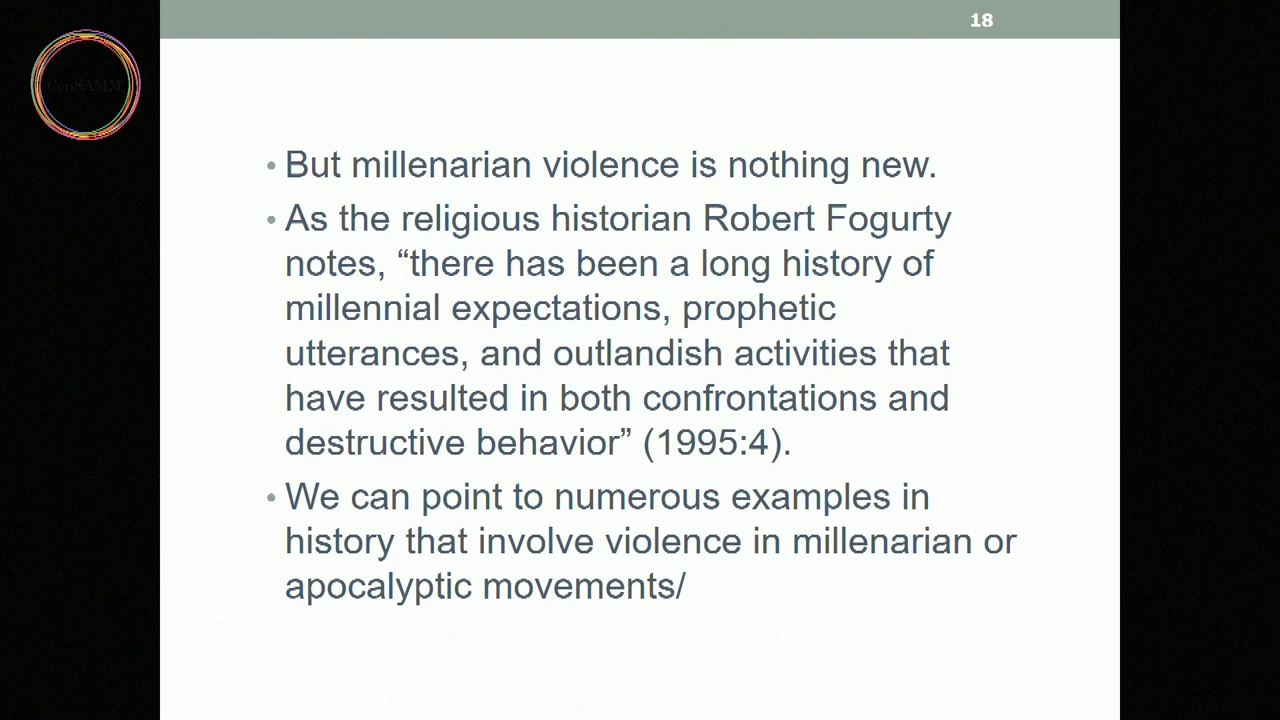 18
CenSAMM
• But millenarian violence is nothing new.
• As the religious historian Robert Fogurty
notes, “there has been a long history of
millennial expectations, prophetic
utterances, and outlandish activities that
have resulted in both confrontations and
destructive behavior” (1995:4).
• We can point to numerous examples in
history that involve violence in millenarian or
apocalyptic movements/